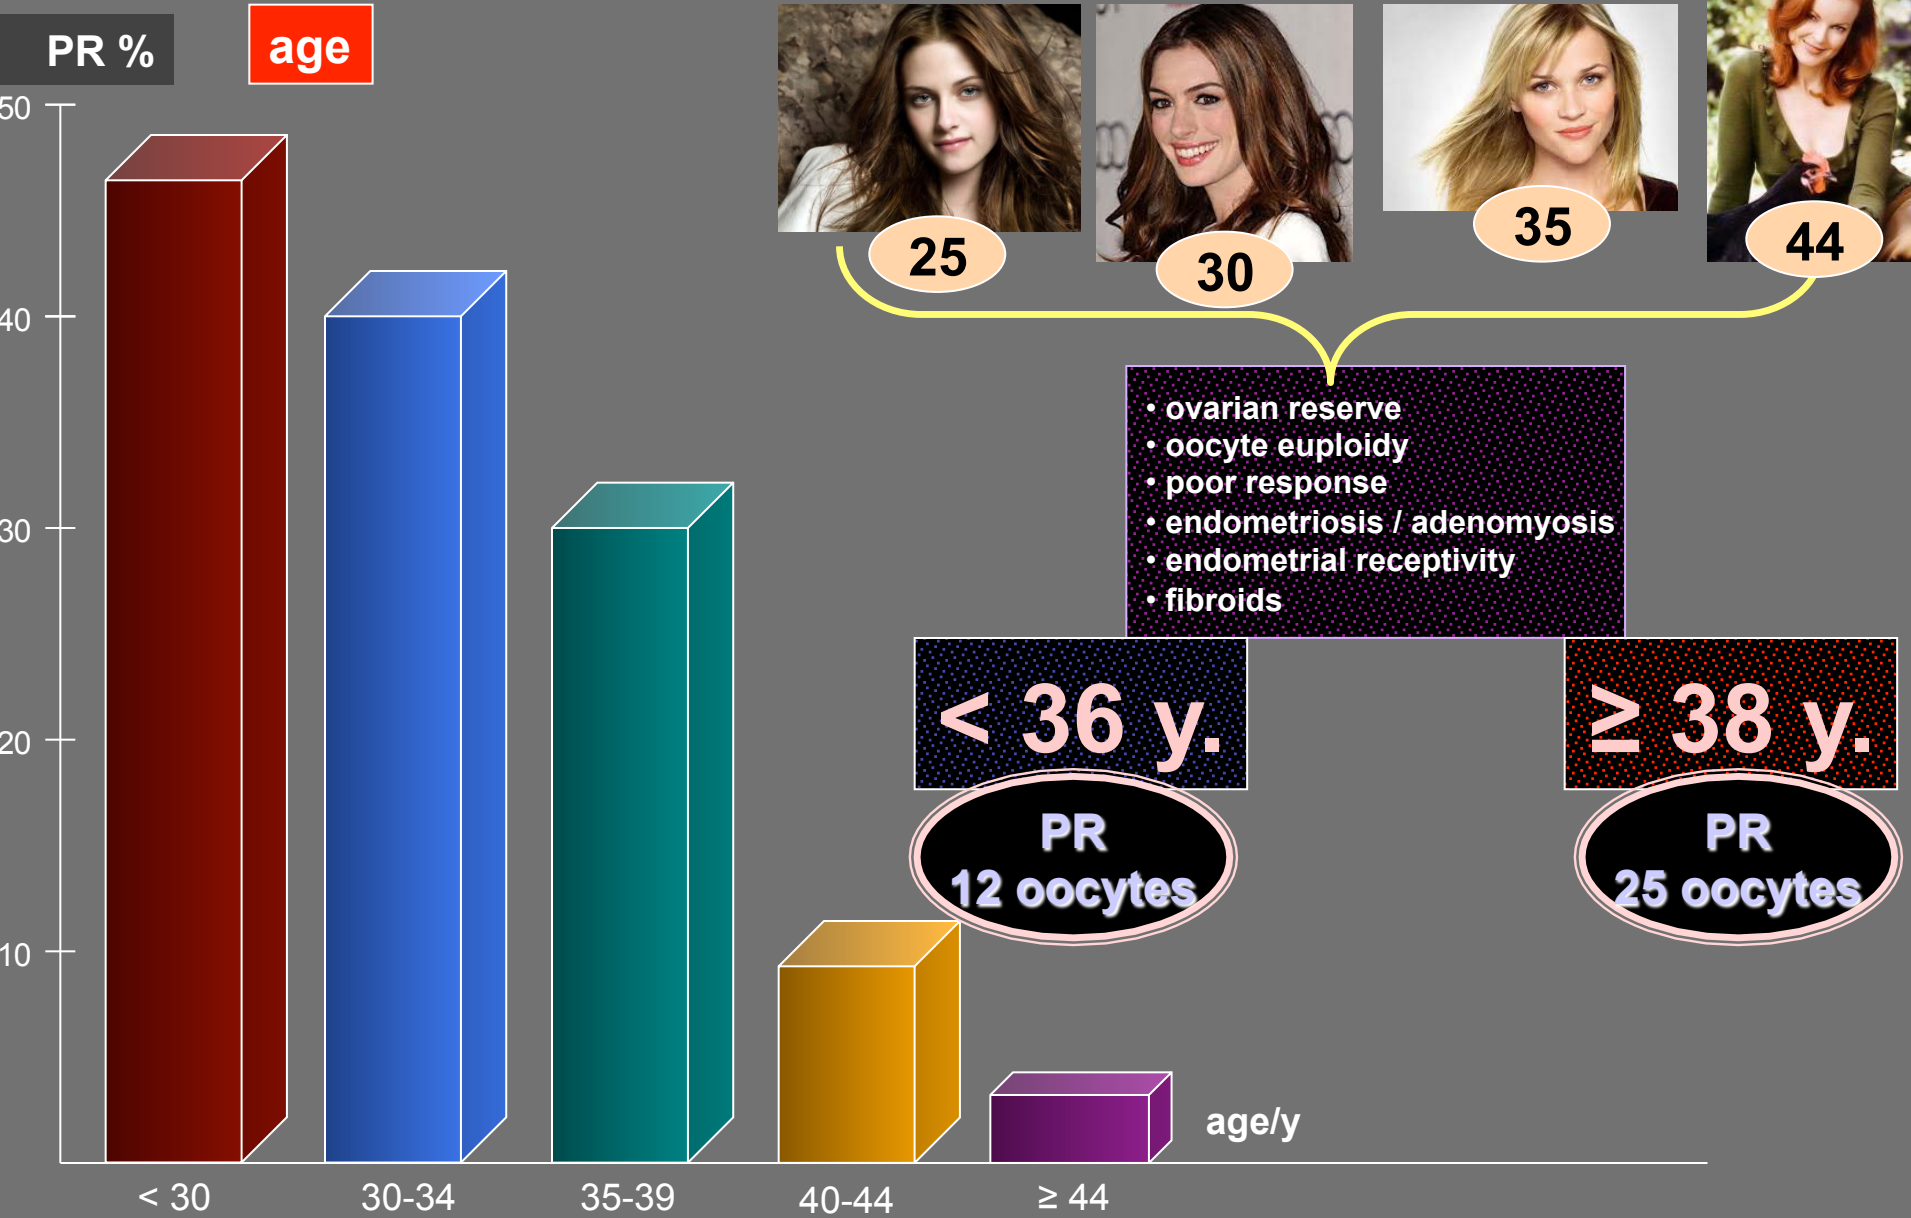 PR %
age
50
40
30
20
10
25
30
35
44
• ovarian reserve
• oocyte euploidy
• poor response
• endometriosis / adenomyosis
• endometrial receptivity
• fibroids
< 36 y.
PR
12 oocytes
≥ 38 y.
PR
25 oocytes
age/y
< 30
30-34
35-39
40-44
≥ 44